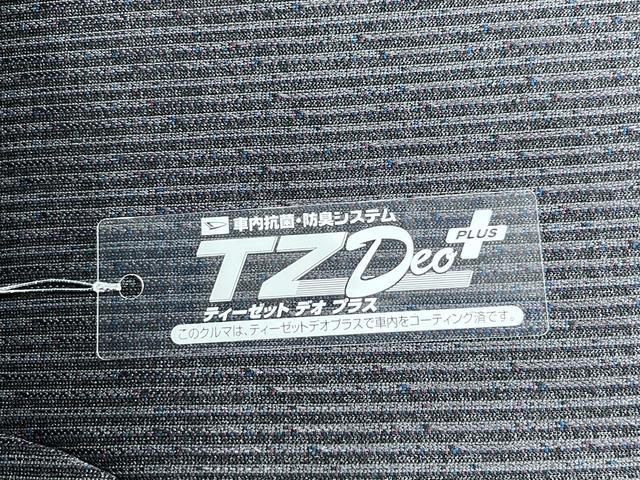 車内抗菌・防臭システム
TZ Deo PLUS
ティーゼット デオ プラス
このクルマは、ティーゼットデオプラスで車内をコーティング済です。